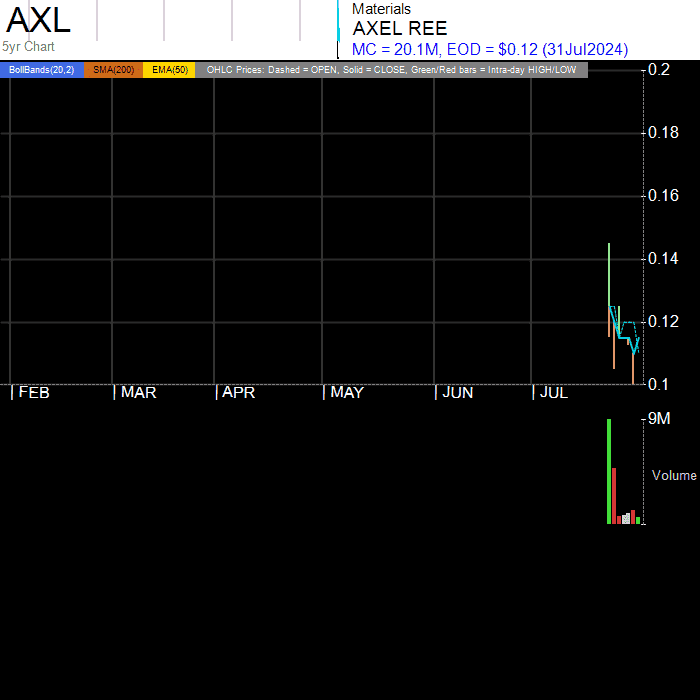 AXL
5yr Chart
Materials
AXEL REE
MC = 20.1M, EOD = $0.12 (31Jul2024)
BollBands(20,2) SMA(200) EMA(50) OHLC Prices: Dashed = OPEN, Solid = CLOSE, Green/Red bars = Intra-day HIGH/LOW
0.2
0.18
0.16
0.14
0.12
0.1
FEB MAR APR MAY JUN JUL
9M
Volume